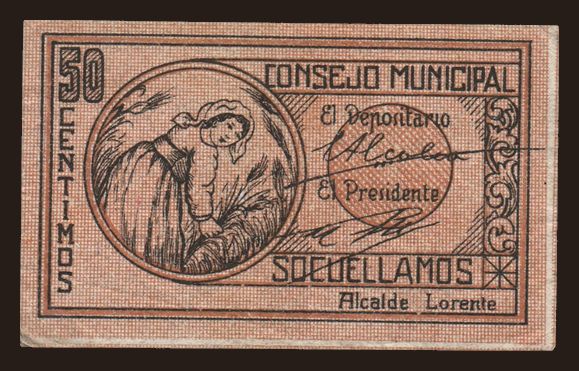 50
CENTIMOS
CONSEJO MUNICIPAL
El Depositario
El Presidente
SOCUELLAMOS
Alcalde Lorente